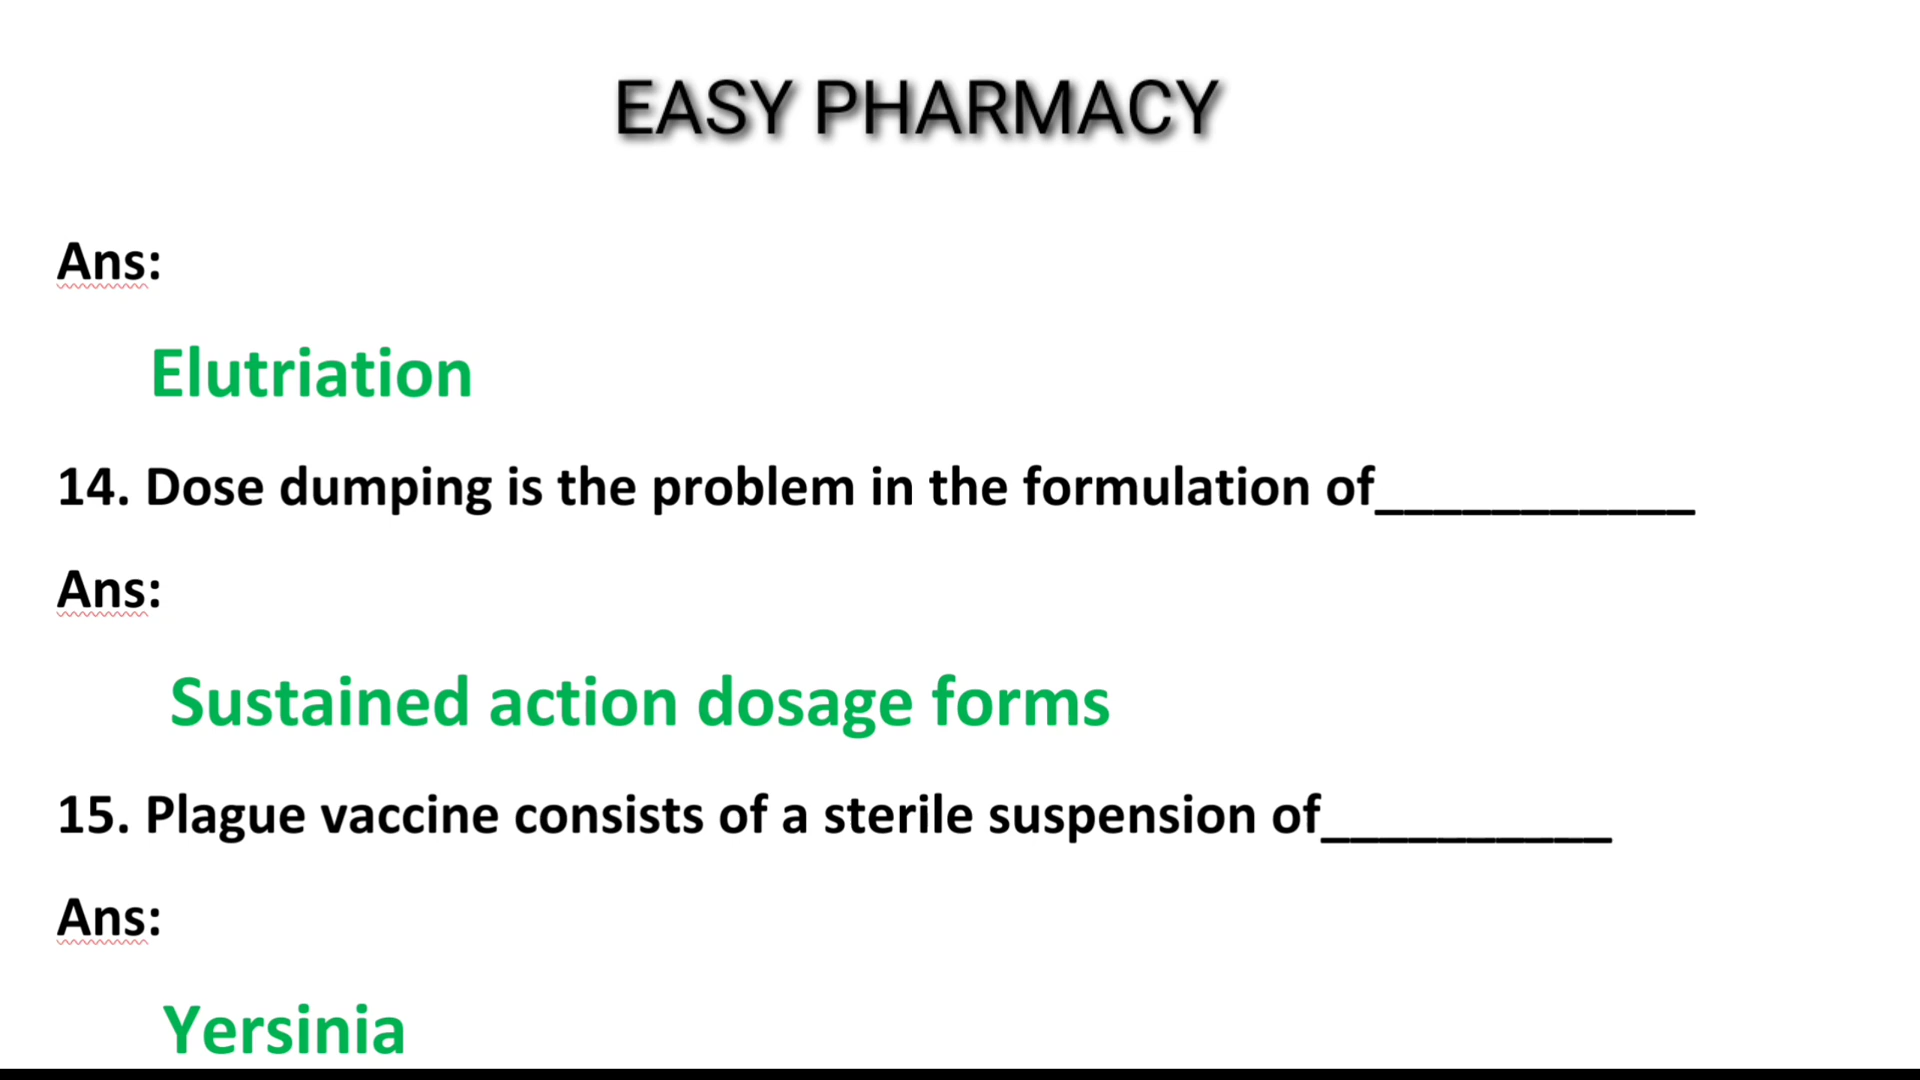 EASY PHARMACY
Ans:
Elutriation
14. Dose dumping is the problem in the formulation of___________
Ans:
Sustained action dosage forms
15. Plague vaccine consists of a sterile suspension of__________
Ans:
Yersinia